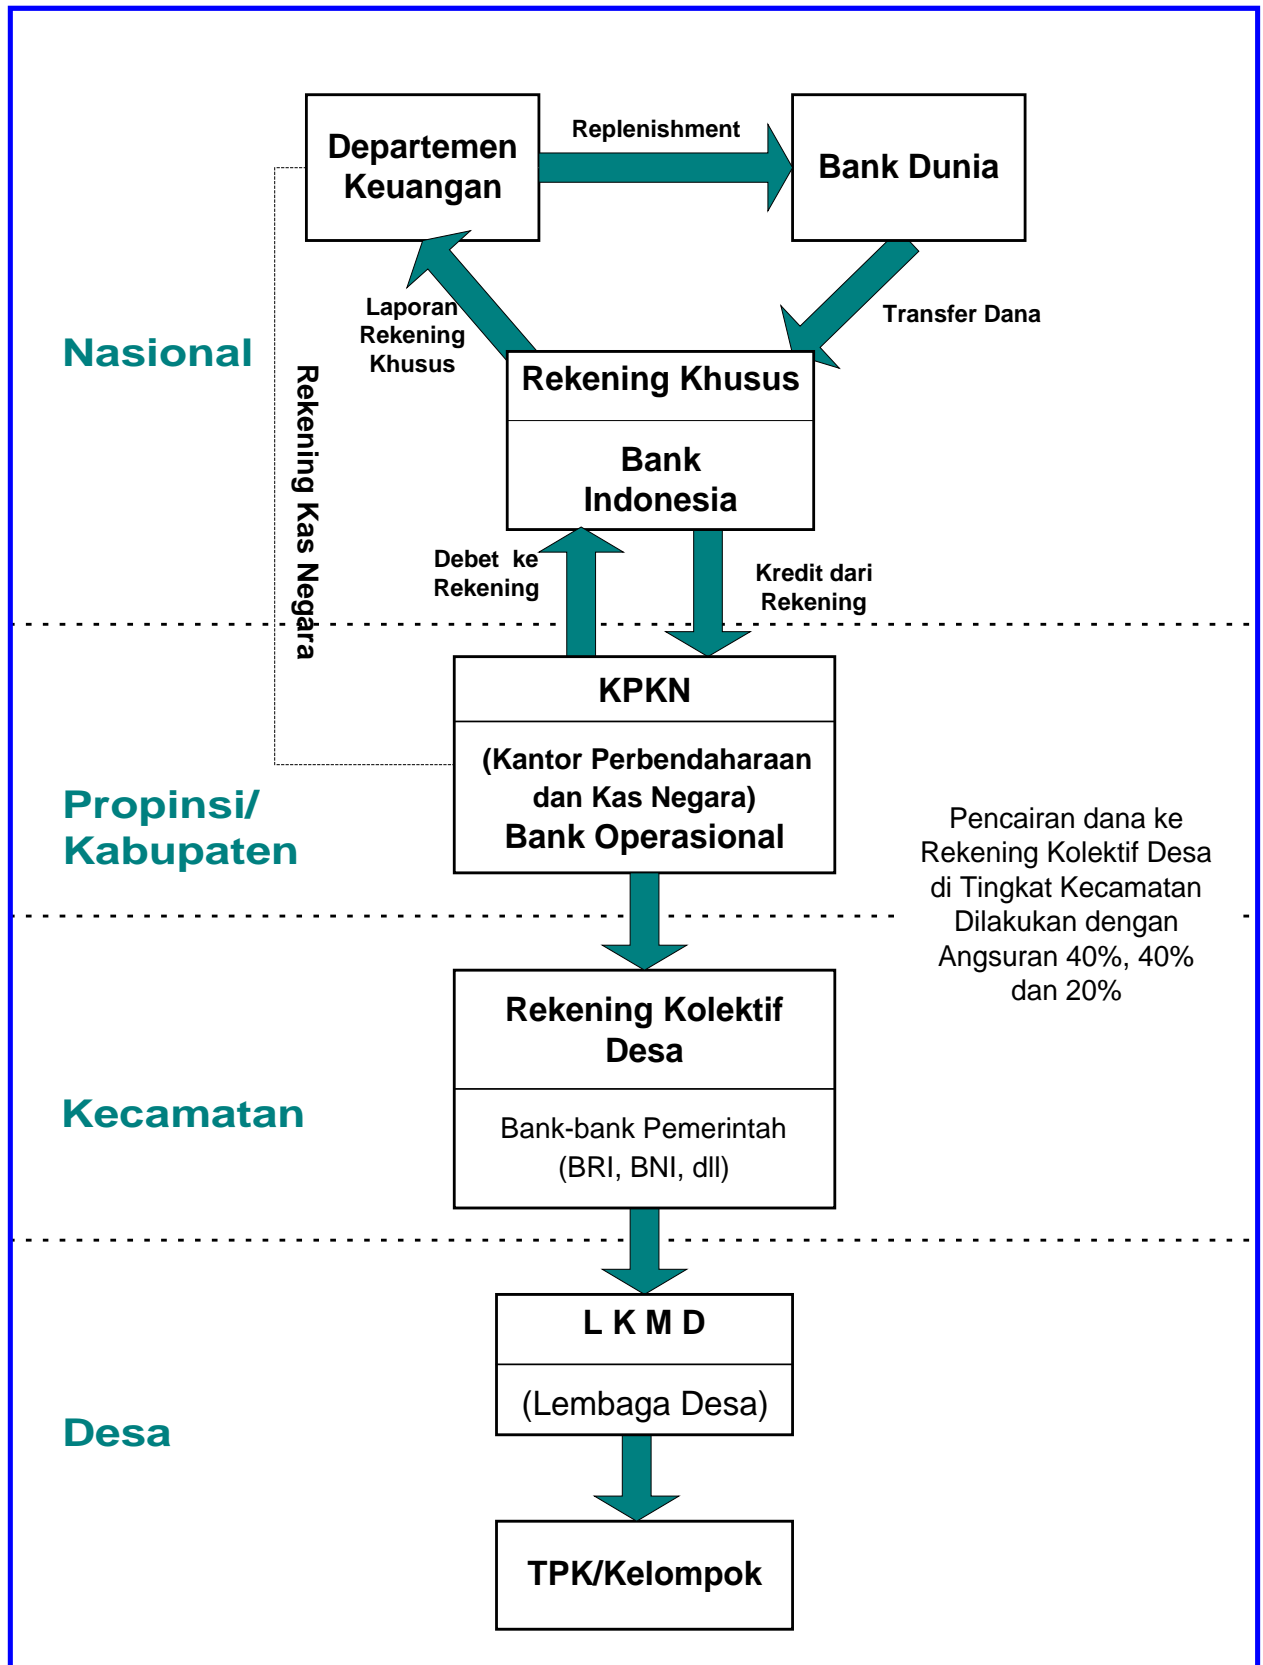 Departemen
Keuangan
Replenishment
Bank Dunia
Laporan
Rekening
Khusus
Transfer Dana
Nasional
Rekening Kas Negara
Rekening Khusus
Bank
Indonesia
Debet ke
Rekening
Kredit dari
Rekening
KPKN
(Kantor Perbendaharaan
dan Kas Negara)
Bank Operasional
Propinsi/
Kabupaten
Pencairan dana ke
Rekening Kolektif Desa
di Tingkat Kecamatan
Dilakukan dengan
Angsuran 40%, 40%
dan 20%
Rekening Kolektif
Desa
Kecamatan
Bank-bank Pemerintah
(BRI, BNI, dll)
L K M D
(Lembaga Desa)
Desa
TPK/Kelompok